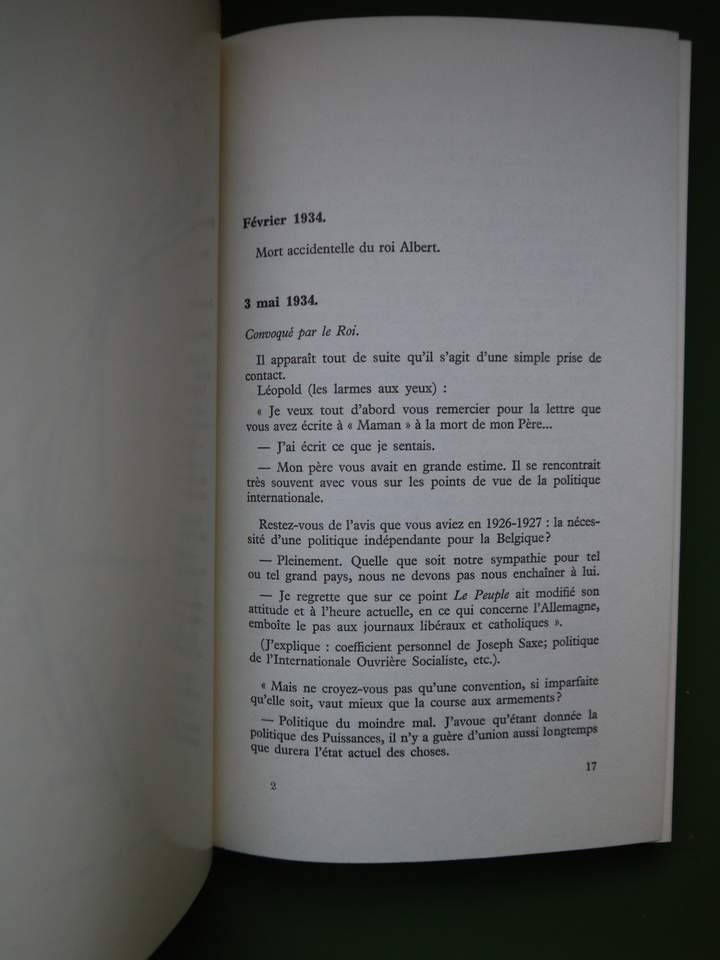 Février 1934.
Mort accidentelle du roi Albert.
3 mai 1934.
Convoqué par le Roi.
Il apparaît tout de suite qu'il s'agit d'une simple prise de
contact.
Léopold (les larmes aux yeux) :
« Je veux tout d'abord vous remercier pour la lettre que
vous avez écrite à « Maman » à la mort de mon Père...
— J'ai écrit ce que je sentais.
— Mon père vous avait en grande estime. Il se rencontrait
très souvent avec vous sur les points de vue de la politique
internationale.
Restez-vous de l'avis que vous aviez en 1926-1927 : la néces-
sité d'une politique indépendante pour la Belgique?
— Pleinement. Quelle que soit notre sympathie pour tel
ou tel grand pays, nous ne devons pas nous enchaîner à lui.
— Je regrette que sur ce point Le Peuple ait modifié son
attitude et à l'heure actuelle, en ce qui concerne l'Allemagne,
emboîte le pas aux journaux libéraux et catholiques ».
(J'explique : coefficient personnel de Joseph Saxe; politique
de l'Internationale Ouvrière Socialiste, etc.).
« Mais ne croyez-vous pas qu'une convention, si imparfaite
qu'elle soit, vaut mieux que la course aux armements?
— Politique du moindre mal. J'avoue qu'étant donnée la
politique des Puissances, il n'y a guère d'union aussi longtemps
que durera l'état actuel des choses.
17
2